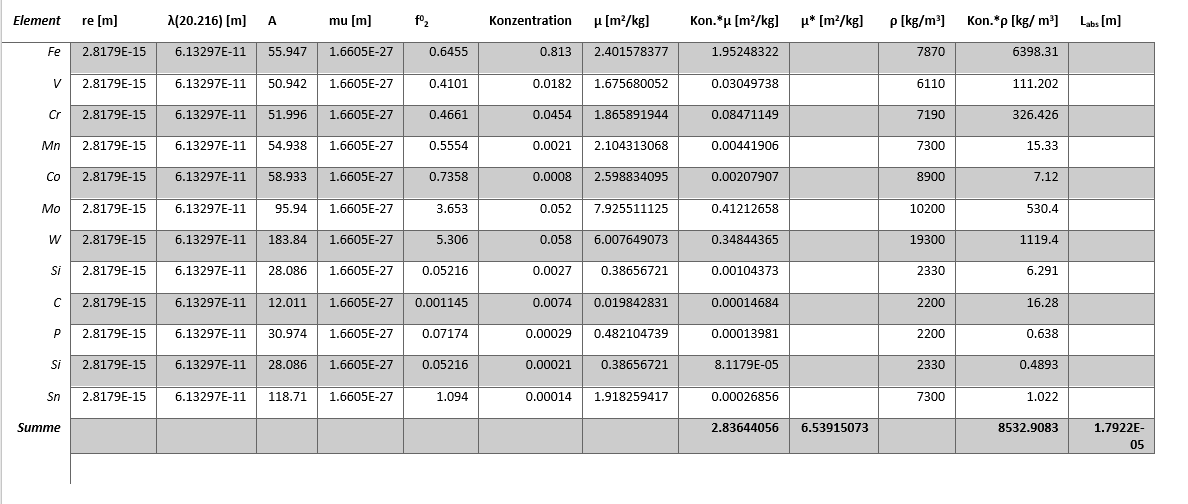 Element re [m] λ(20.216) [m] A mu [m] f⁰₂ Konzentration μ [m²/kg] Kon.*μ [m²/kg] μ* [m²/kg] ρ [kg/m³] Kon.*ρ [kg/ m³] Labs [m]
Fe 2.8179E-15 6.13297E-11 55.947 1.6605E-27 0.6455 0.813 2.401578377 1.95248322 7870 6398.31
V 2.8179E-15 6.13297E-11 50.942 1.6605E-27 0.4101 0.0182 1.675680052 0.03049738 6110 111.202
Cr 2.8179E-15 6.13297E-11 51.996 1.6605E-27 0.4661 0.0454 1.865891944 0.08471149 7190 326.426
Mn 2.8179E-15 6.13297E-11 54.938 1.6605E-27 0.5554 0.0021 2.104313068 0.00441906 7300 15.33
Co 2.8179E-15 6.13297E-11 58.933 1.6605E-27 0.7358 0.0008 2.598834095 0.00207907 8900 7.12
Mo 2.8179E-15 6.13297E-11 95.94 1.6605E-27 3.653 0.052 7.925511125 0.41212658 10200 530.4
W 2.8179E-15 6.13297E-11 183.84 1.6605E-27 5.306 0.058 6.007649073 0.34844365 19300 1119.4
Si 2.8179E-15 6.13297E-11 28.086 1.6605E-27 0.05216 0.0027 0.38656721 0.00104373 2330 6.291
C 2.8179E-15 6.13297E-11 12.011 1.6605E-27 0.001145 0.0074 0.019842831 0.00014684 2200 16.28
P 2.8179E-15 6.13297E-11 30.974 1.6605E-27 0.07174 0.00029 0.482104739 0.00013981 2200 0.638
Si 2.8179E-15 6.13297E-11 28.086 1.6605E-27 0.05216 0.00021 0.38656721 8.1179E-05 2330 0.4893
Sn 2.8179E-15 6.13297E-11 118.71 1.6605E-27 1.094 0.00014 1.918259417 0.00026856 7300 1.022
Summe 2.83644056 6.53915073 8532.9083 1.7922E-
05